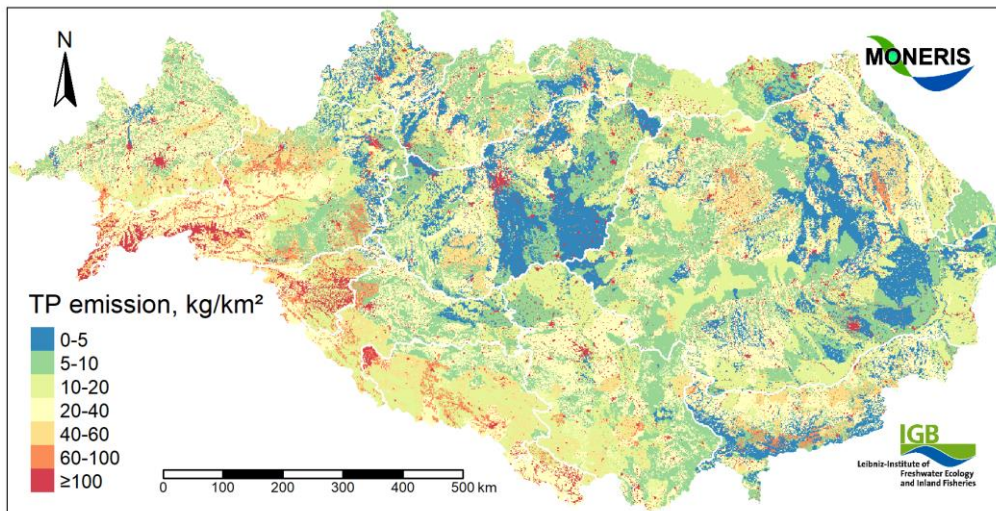 N
MONERIS
TP emission, kg/km²
0-5
5-10
10-20
20-40
40-60
60-100
≥100
0 100 200 300 400 500 km
IGB
Leibniz-Institute of
Freshwater Ecology
and Inland Fisheries